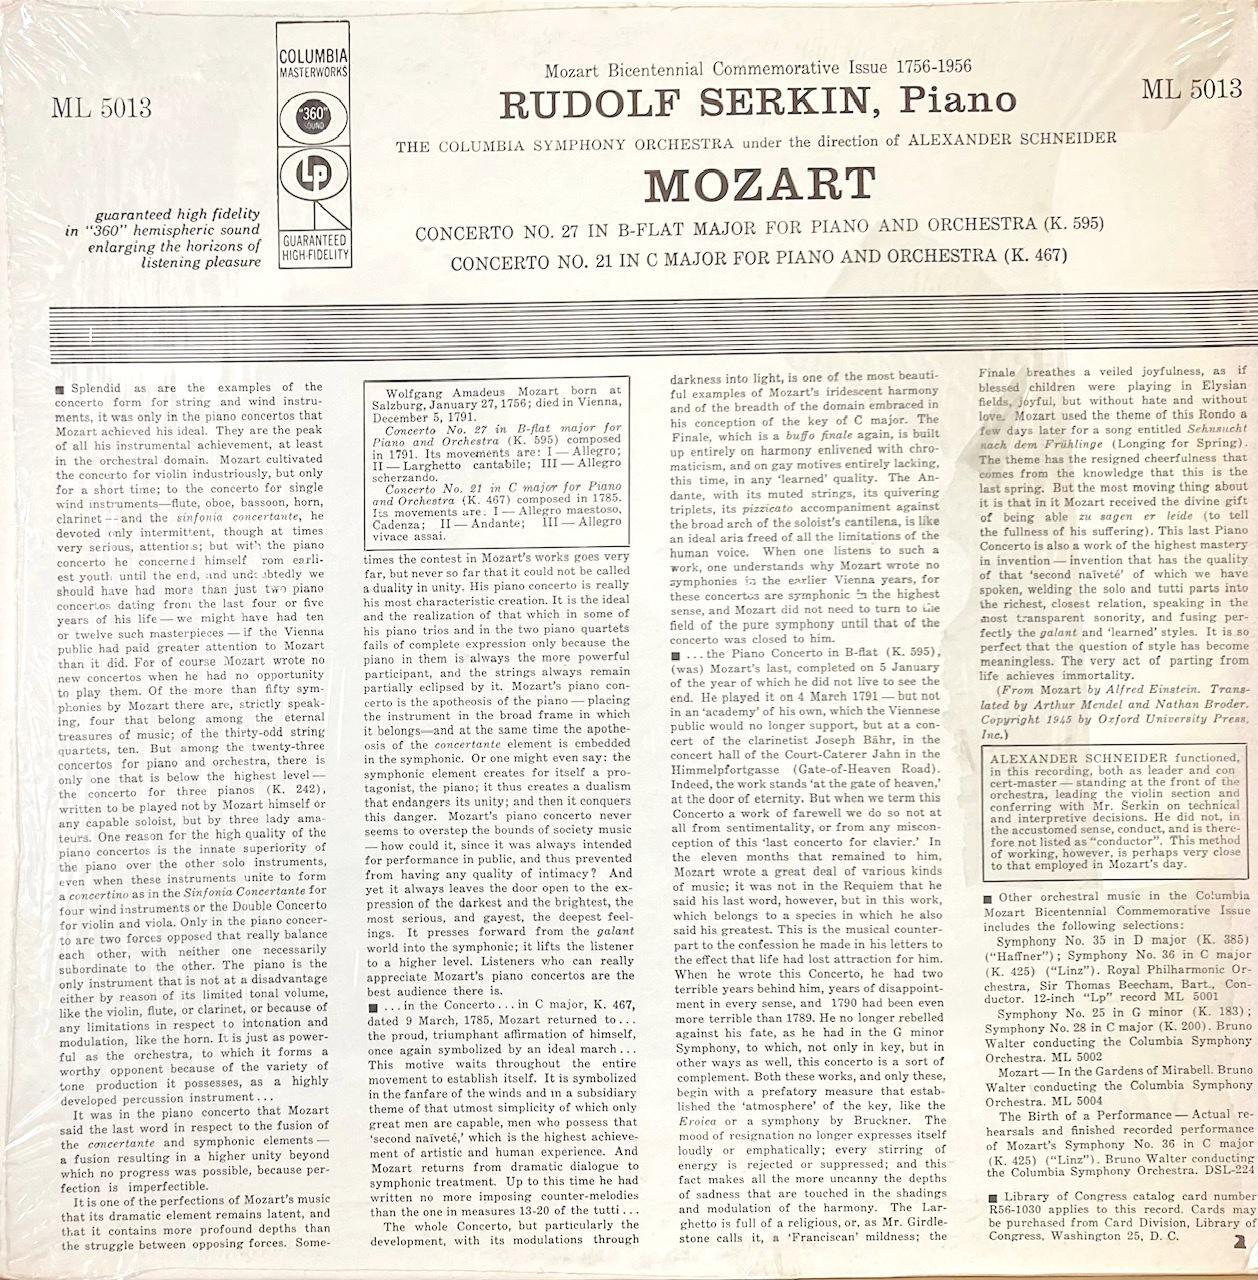 COLUMBIA
MASTERWORKS
"360"
SOUND
LP
GUARANTEED
HIGH-FIDELITY
ML 5013
guaranteed high fidelity
in "360" hemispheric sound
enlarging the horizons of
listening pleasure
Mozart Bicentennial Commemorative Issue 1756-1956
RUDOLF SERKIN, Piano
THE COLUMBIA SYMPHONY ORCHESTRA under the direction of ALEXANDER SCHNEIDER
MOZART
CONCERTO NO. 27 IN B-FLAT MAJOR FOR PIANO AND ORCHESTRA (K. 595)
CONCERTO NO. 21 IN C MAJOR FOR PIANO AND ORCHESTRA (K. 467)
ML 5013
■ Splendid as are the examples of the
concerto form for string and wind instru-
ments, it was only in the piano concertos that
Mozart achieved his ideal. They are the peak
of all his instrumental achievement, at least
in the orchestral domain. Mozart cultivated
the concerto for violin industriously, but only
for a short time; to the concerto for single
wind instruments—flute, oboe, bassoon, horn,
clarinet—and the sinfonia concertante, he
devoted only intermittent, though at times
very serious, attentions; but with the piano
concerto he concerned himself from earli-
est youth until the end, and undoubtedly we
should have had more than just two piano
concertos dating from the last four or five
years of his life — we might have had ten
or twelve such masterpieces — if the Vienna
public had paid greater attention to Mozart
than it did. For of course Mozart wrote no
new concertos when he had no opportunity
to play them. Of the more than fifty sym-
phonies by Mozart there are, strictly speak-
ing, four that belong among the eternal
treasures of music; of the thirty-odd string
quartets, ten. But among the twenty-three
concertos for piano and orchestra, there is
only one that is below the highest level —
the concerto for three pianos (K. 242),
written to be played not by Mozart himself or
any capable soloist, but by three lady ama-
teurs. One reason for the high quality of the
piano concertos is the innate superiority of
the piano over the other solo instruments,
even when these instruments unite to form
a concertino as in the Sinfonia Concertante for
four wind instruments or the Double Concerto
for violin and viola. Only in the piano concer-
to are two forces opposed that really balance
each other, with neither one necessarily
subordinate to the other. The piano is the
only instrument that is not at a disadvantage
either by reason of its limited tonal volume,
like the violin, flute, or clarinet, or because of
any limitations in respect to intonation and
modulation, like the horn. It is just as power-
ful as the orchestra, to which it forms a
worthy opponent because of the variety of
tone production it possesses, as a highly
developed percussion instrument . . .
It was in the piano concerto that Mozart
said the last word in respect to the fusion of
the concertante and symphonic elements —
a fusion resulting in a higher unity beyond
which no progress was possible, because per-
fection is imperfectible.
It is one of the perfections of Mozart's music
that its dramatic element remains latent, and
that it contains more profound depths than
the struggle between opposing forces. Some-
Wolfgang Amadeus Mozart born at
Salzburg, January 27, 1756; died in Vienna,
December 5, 1791.
Concerto No. 27 in B-flat major for
Piano and Orchestra (K. 595) composed
in 1791. Its movements are: I — Allegro;
II — Larghetto cantabile; III — Allegro
scherzando.
Concerto No. 21 in C major for Piano
and Orchestra (K. 467) composed in 1785.
Its movements are: I — Allegro maestoso,
Cadenza; II — Andante; III — Allegro
vivace assai.
times the contest in Mozart's works goes very
far, but never so far that it could not be called
a duality in unity. His piano concerto is really
his most characteristic creation. It is the ideal
and the realization of that which in some of
his piano trios and in the two piano quartets
fails of complete expression only because the
piano in them is always the more powerful
participant, and the strings always remain
partially eclipsed by it. Mozart's piano con-
certo is the apotheosis of the piano — placing
the instrument in the broad frame in which
it belongs—and at the same time the apothe-
osis of the concertante element is embedded
in the symphonic. Or one might even say: the
symphonic element creates for itself a pro-
tagonist, the piano; it thus creates a dualism
that endangers its unity; and then it conquers
this danger. Mozart's piano concerto never
seems to overstep the bounds of society music
— how could it, since it was always intended
for performance in public, and thus prevented
from having any quality of intimacy? And
yet it always leaves the door open to the ex-
pression of the darkest and the brightest, the
most serious, and gayest, the deepest feel-
ings. It presses forward from the galant
world into the symphonic; it lifts the listener
to a higher level. Listeners who can really
appreciate Mozart's piano concertos are the
best audience there is.
■ . . . in the Concerto . . . in C major, K. 467,
dated 9 March, 1785, Mozart returned to . . .
the proud, triumphant affirmation of himself,
once again symbolized by an ideal march . . .
This motive waits throughout the entire
movement to establish itself. It is symbolized
in the fanfare of the winds and in a subsidiary
theme of that utmost simplicity of which only
great men are capable, men who possess that
'second naïveté,' which is the highest achieve-
ment of artistic and human experience. And
Mozart returns from dramatic dialogue to
symphonic treatment. Up to this time he had
written no more imposing counter-melodies
than the one in measures 13-20 of the tutti . . .
The whole Concerto, but particularly the
development, with its modulations through
darkness into light, is one of the most beauti-
ful examples of Mozart's iridescent harmony
and of the breadth of the domain embraced in
his conception of the key of C major. The
Finale, which is a buffo finale again, is built
up entirely on harmony enlivened with chro-
maticism, and on gay motives entirely lacking,
this time, in any 'learned' quality. The An-
dante, with its muted strings, its quivering
triplets, its pizzicato accompaniment against
the broad arch of the soloist's cantilena, is like
an ideal aria freed of all the limitations of the
human voice. When one listens to such a
work, one understands why Mozart wrote no
symphonies in the earlier Vienna years, for
these concertos are symphonic in the highest
sense, and Mozart did not need to turn to the
field of the pure symphony until that of the
concerto was closed to him.
■ . . . the Piano Concerto in B-flat (K. 595),
(was) Mozart's last, completed on 5 January
of the year of which he did not live to see the
end. He played it on 4 March 1791 — but not
in an 'academy' of his own, which the Viennese
public would no longer support, but at a con-
cert of the clarinetist Joseph Bähr, in the
concert hall of the Court-Caterer Jahn in the
Himmelpfortgasse (Gate-of-Heaven Road).
Indeed, the work stands 'at the gate of heaven,'
at the door of eternity. But when we term this
Concerto a work of farewell we do so not at
all from sentimentality, or from any miscon-
ception of this 'last concerto for clavier.' In
the eleven months that remained to him,
Mozart wrote a great deal of various kinds
of music; it was not in the Requiem that he
said his last word, however, but in this work,
which belongs to a species in which he also
said his greatest. This is the musical counter-
part to the confession he made in his letters to
the effect that life had lost attraction for him.
When he wrote this Concerto, he had two
terrible years behind him, years of disappoint-
ment in every sense, and 1790 had been even
more terrible than 1789. He no longer rebelled
against his fate, as he had in the G minor
Symphony, to which, not only in key, but in
other ways as well, this concerto is a sort of
complement. Both these works, and only these,
begin with a prefatory measure that estab-
lished the 'atmosphere' of the key, like the
Eroica or a symphony by Bruckner. The
mood of resignation no longer expresses itself
loudly or emphatically; every stirring of
energy is rejected or suppressed; and this
fact makes all the more uncanny the depths
of sadness that are touched in the shadings
and modulation of the harmony. The Lar-
ghetto is full of a religious, or, as Mr. Girdle-
stone calls it, a 'Franciscan' mildness; the
Finale breathes a veiled joyfulness, as if
blessed children were playing in Elysian
fields, joyful, but without hate and without
love. Mozart used the theme of this Rondo a
few days later for a song entitled Sehnsucht
nach dem Frühlinge (Longing for Spring).
The theme has the resigned cheerfulness that
comes from the knowledge that this is the
last spring. But the most moving thing about
it is that in it Mozart received the divine gift
of being able zu sagen er leide (to tell
the fullness of his suffering). This last Piano
Concerto is also a work of the highest mastery
in invention — invention that has the quality
of that 'second naïveté' of which we have
spoken, welding the solo and tutti parts into
the richest, closest relation, speaking in the
most transparent sonority, and fusing per-
fectly the galant and 'learned' styles. It is so
perfect that the question of style has become
meaningless. The very act of parting from
life achieves immortality.
(From Mozart by Alfred Einstein. Trans-
lated by Arthur Mendel and Nathan Broder.
Copyright 1945 by Oxford University Press,
Inc.)
ALEXANDER SCHNEIDER functioned,
in this recording, both as leader and con
cert-master — standing at the front of the
orchestra, leading the violin section and
conferring with Mr. Serkin on technical
and interpretive decisions. He did not, in
the accustomed sense, conduct, and is there-
fore not listed as "conductor". This method
of working, however, is perhaps very close
to that employed in Mozart's day.
■ Other orchestral music in the Columbia
Mozart Bicentennial Commemorative Issue
includes the following selections:
Symphony No. 35 in D major (K. 385)
("Haffner"); Symphony No. 36 in C major
(K. 425) ("Linz"). Royal Philharmonic Or-
chestra, Sir Thomas Beecham, Bart., Con-
ductor. 12-inch "Lp" record ML 5001
Symphony No. 25 in G minor (K. 183);
Symphony No. 28 in C major (K. 200). Bruno
Walter conducting the Columbia Symphony
Orchestra. ML 5002
Mozart — In the Gardens of Mirabell. Bruno
Walter conducting the Columbia Symphony
Orchestra. ML 5004
The Birth of a Performance — Actual re-
hearsals and finished recorded performance
of Mozart's Symphony No. 36 in C major
(K. 425) ("Linz"). Bruno Walter conducting
the Columbia Symphony Orchestra. DSL-224
■ Library of Congress catalog card number
R56-1030 applies to this record. Cards may
be purchased from Card Division, Library of
Congress, Washington 25, D. C.
2